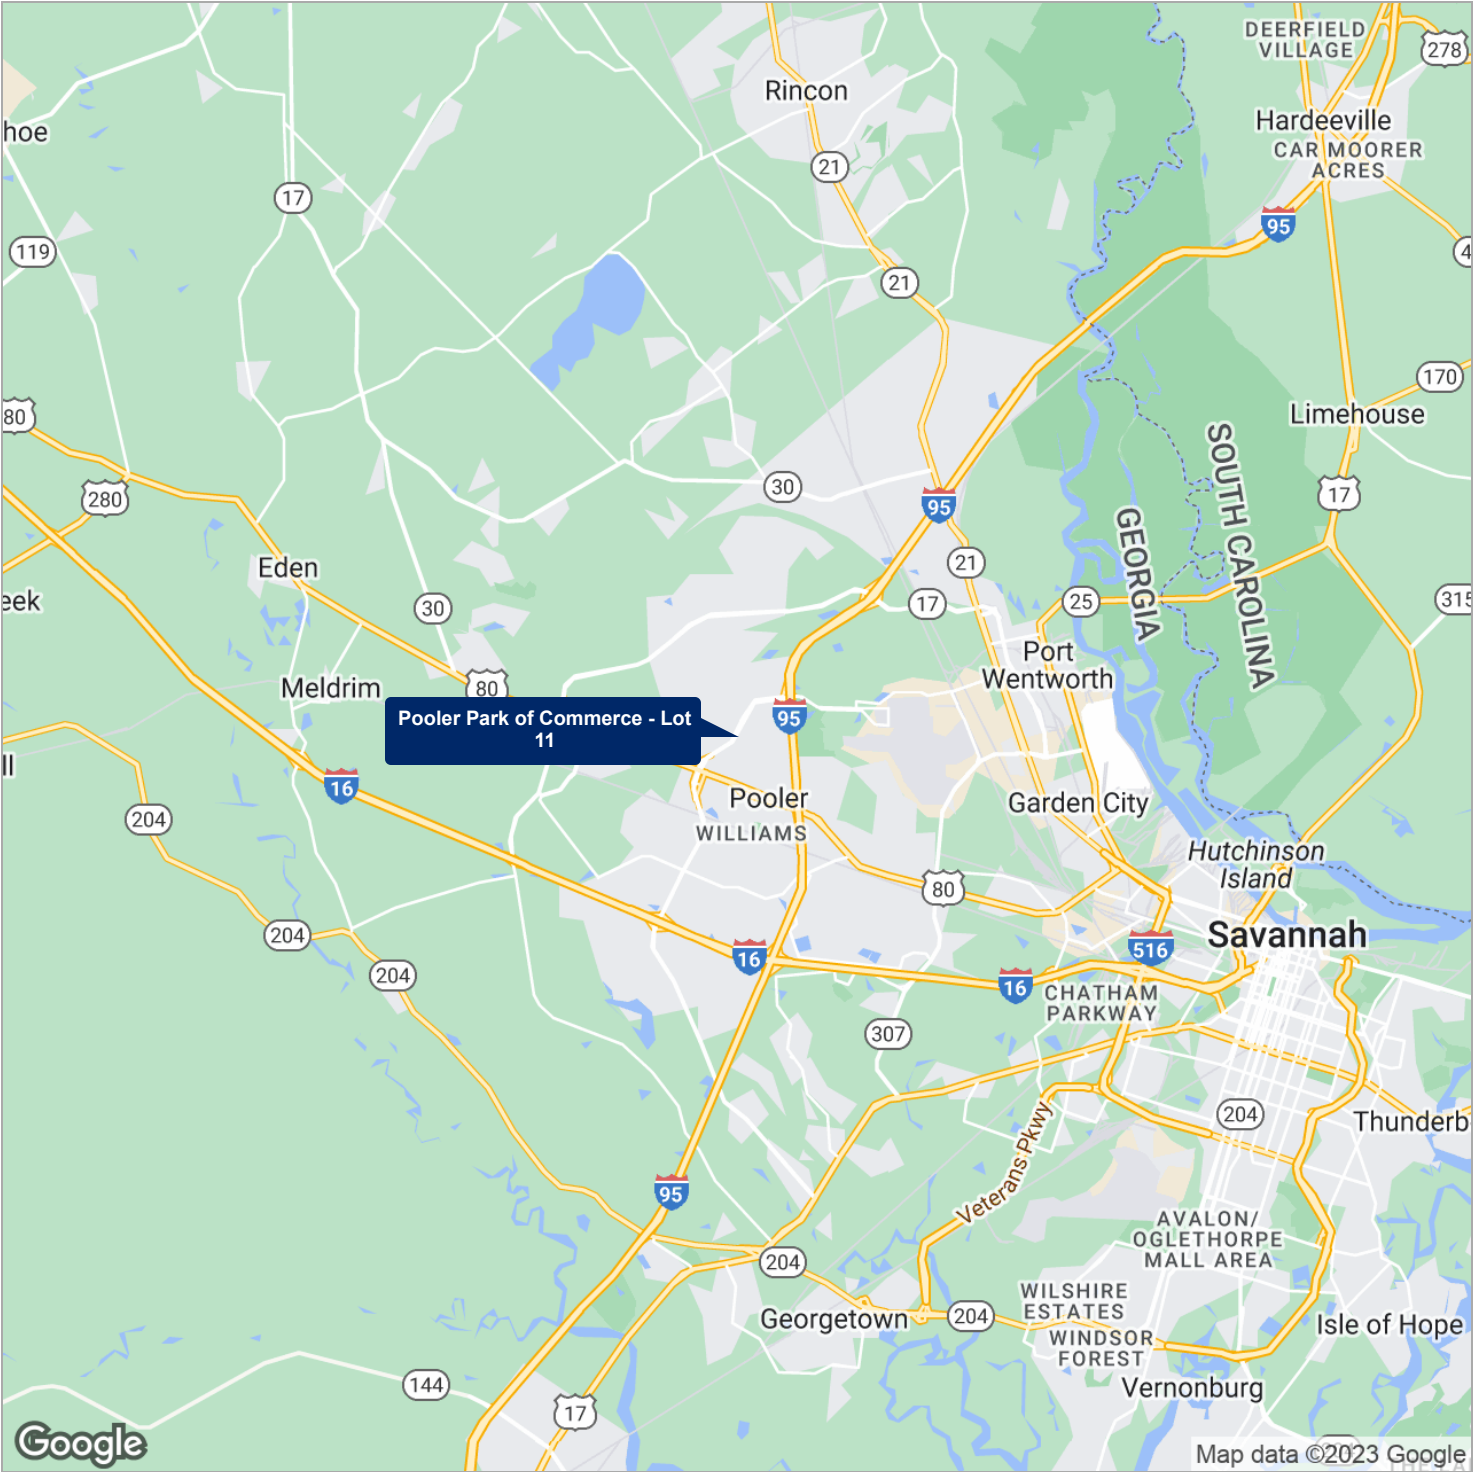 DEERFIELD
VILLAGE
278
Rincon
Hardeeville
hoe
CAR MOORER
ACRES
21
17
95
119
21
4
170
80
Limehouse
280
30
17
95
SOUTH CAROLINA
GEORGIA
21
Eden
eek
30
17
25
315
Port
Wentworth
Meldrim
80
Pooler Park of Commerce - Lot
11
95
ll
16
Pooler
Garden City
204
WILLIAMS
Hutchinson
Island
80
204
Savannah
516
16
204
16
CHATHAM
PARKWAY
307
204
Thunderb
Veterans Pkwy
95
AVALON/
OGLETHORPE
MALL AREA
204
WILSHIRE
ESTATES
Georgetown
204
Isle of Hope
WINDSOR
FOREST
144
Vernonburg
17
Google
Map data ©2023 Google